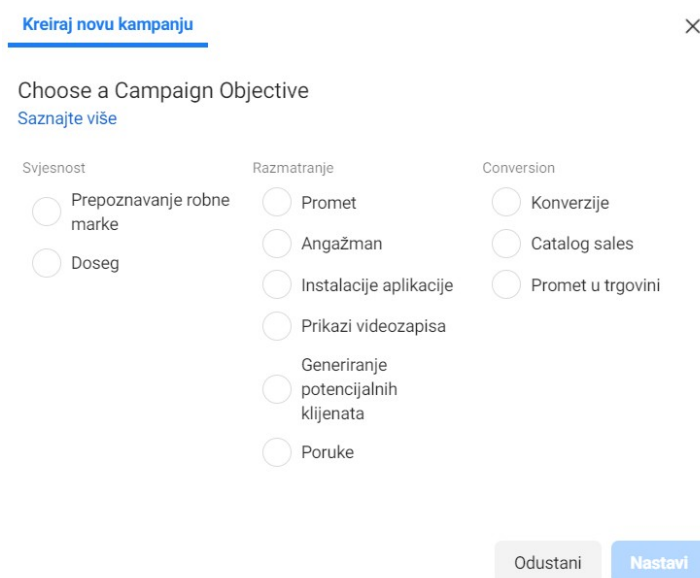 Kreiraj novu kampanju
Choose a Campaign Objective
Saznajte više
Svjesnost
Prepoznavanje robne
marke
Doseg
Razmatranje
Promet
Angažman
Instalacije aplikacije
Prikazi videozapisa
Generiranje
potencijalnih
klijenata
Poruke
Conversion
Konverzije
Catalog sales
Promet u trgovini
Odustani
Nastavi